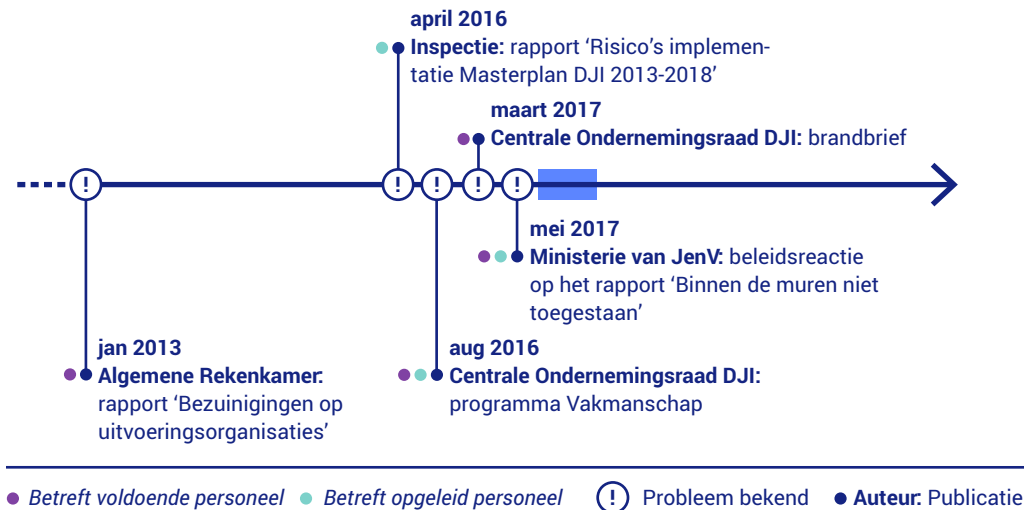 april 2016
Inspectie: rapport ‘Risico’s implemen-
tatie Masterplan DJI 2013-2018’
maart 2017
Centrale Ondernemingsraad DJI: brandbrief
! ! ! ! !
mei 2017
Ministerie van JenV: beleidsreactie
op het rapport ‘Binnen de muren niet
toegestaan’
jan 2013
Algemene Rekenkamer:
rapport ‘Bezuinigingen op
uitvoeringsorganisaties’
aug 2016
Centrale Ondernemingsraad DJI:
programma Vakmanschap
Betreft voldoende personeel Betreft opgeleid personeel ! Probleem bekend Auteur: Publicatie